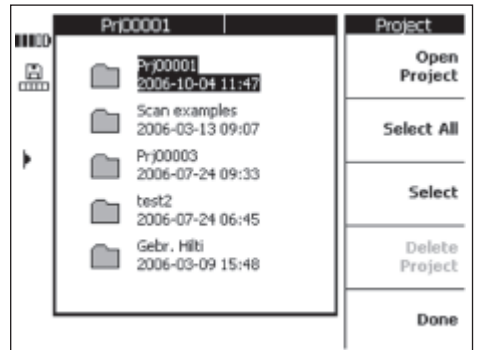 Prj00001
Project
Prj00001
2006-10-04 11:47
Scan examples
2006-03-13 09:07
Prj00003
2006-07-24 09:33
test2
2006-07-24 06:45
Gebr. Hilti
2006-03-09 15:48
Open
Project
Select All
Select
Delete
Project
Done